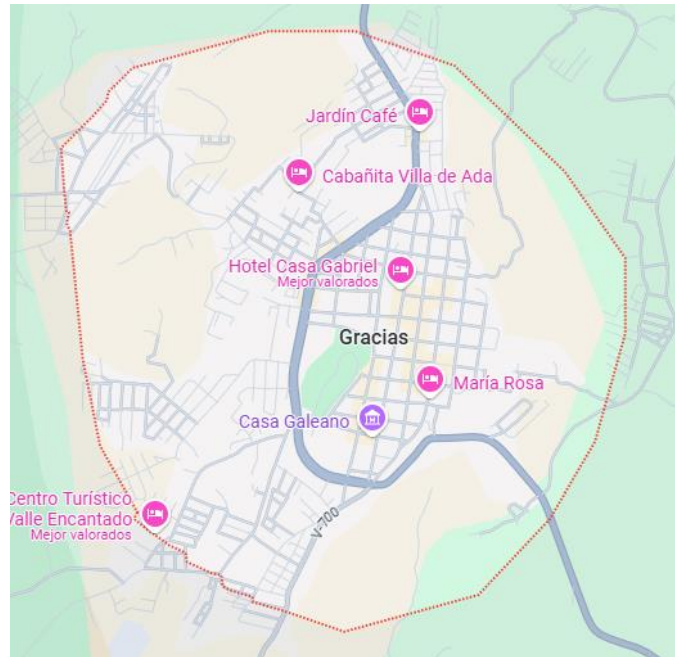 Jardín Café
Cabañita Villa de Ada
Hotel Casa Gabriel
Mejor valorados
Gracias
María Rosa
Casa Galeano
Centro Turístico
Valle Encantado
Mejor valorados
V-700